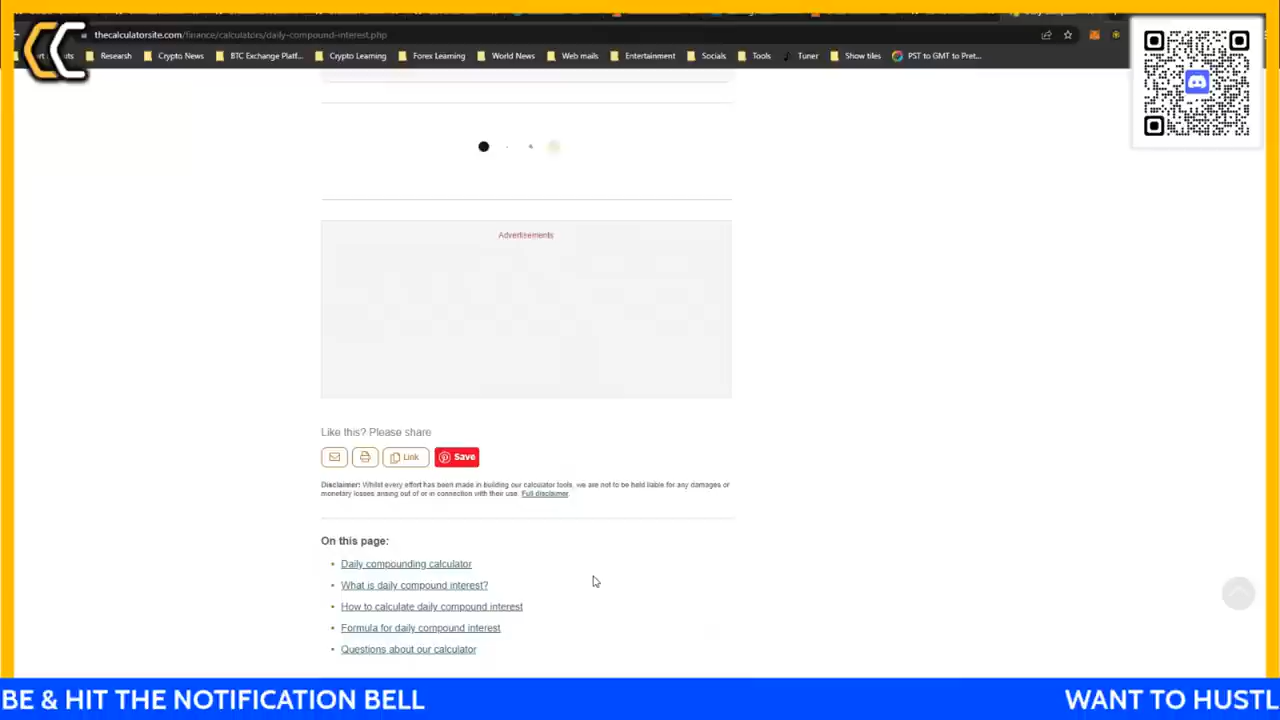 thecalculatorsite.com/finance/calculators/daily-compound-interest.php
Research Crypto News BTC Exchange Platf... Crypto Learning Forex Learning World News Web mails Entertainment Socials Tools Tuner Show tiles PST to GMT to Pret...
Advertisements
Like this? Please share
Link Save
Disclaimer: Whilst every effort has been made in building our calculator tools, we are not to be held liable for any damages or
monetary losses arising out of or in connection with their use. Full disclaimer.
On this page:
Daily compounding calculator
What is daily compound interest?
How to calculate daily compound interest
Formula for daily compound interest
Questions about our calculator
BE & HIT THE NOTIFICATION BELL WANT TO HUSTL